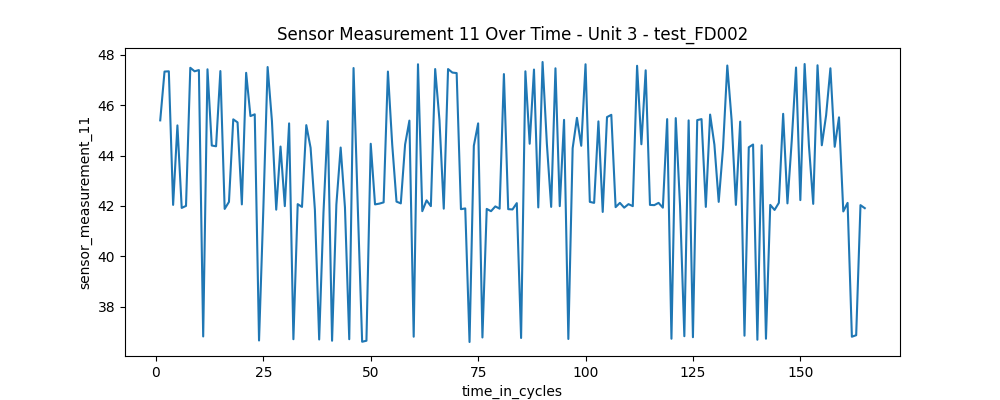 Sensor Measurement 11 Over Time - Unit 3 - test_FD002
sensor_measurement_11
48
46
44
42
40
38
0 25 50 75 100 125 150
time_in_cycles